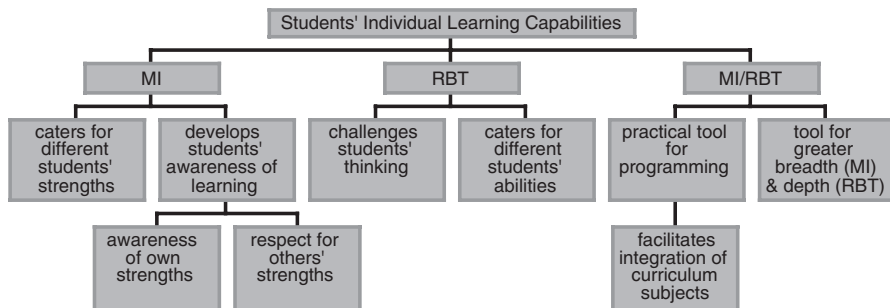 Students' Individual Learning Capabilities
MI
RBT
MI/RBT
caters for
different
students'
strengths
develops
students'
awareness of
learning
challenges
students'
thinking
caters for
different
students'
abilities
practical tool
for
programming
tool for
greater
breadth (MI)
& depth (RBT)
awareness
of own
strengths
respect for
others'
strengths
facilitates
integration of
curriculum
subjects